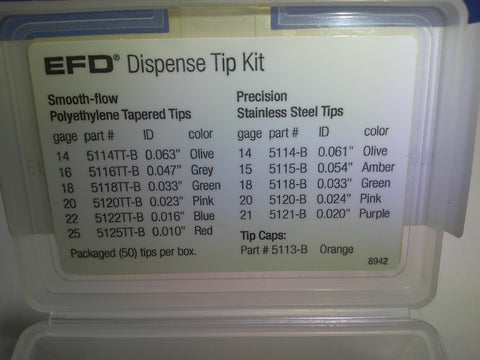 EFD® Dispense Tip Kit
Smooth-flow
Polyethylene Tapered Tips
gage part # ID color
14 5114TT-B 0.063" Olive
16 5116TT-B 0.047" Grey
18 5118TT-B 0.033" Green
20 5120TT-B 0.023" Pink
22 5122TT-B 0.016" Blue
25 5125TT-B 0.010" Red
Packaged (50) tips per box.
Precision
Stainless Steel Tips
gage part # ID color
14 5114-B 0.061" Olive
15 5115-B 0.054" Amber
18 5118-B 0.033" Green
20 5120-B 0.024" Pink
21 5121-B 0.020" Purple
Tip Caps:
Part # 5113-B Orange
8942